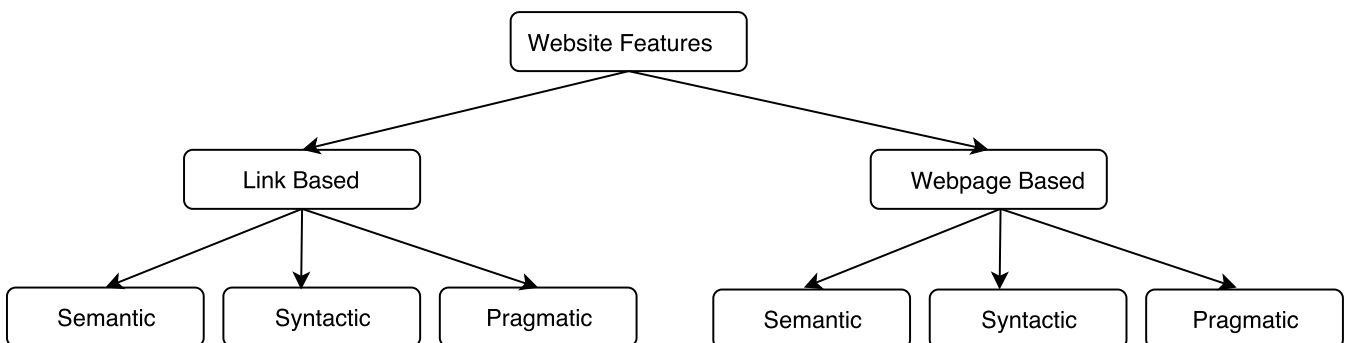 Website Features
Link Based
Webpage Based
Semantic
Syntactic
Pragmatic
Semantic
Syntactic
Pragmatic